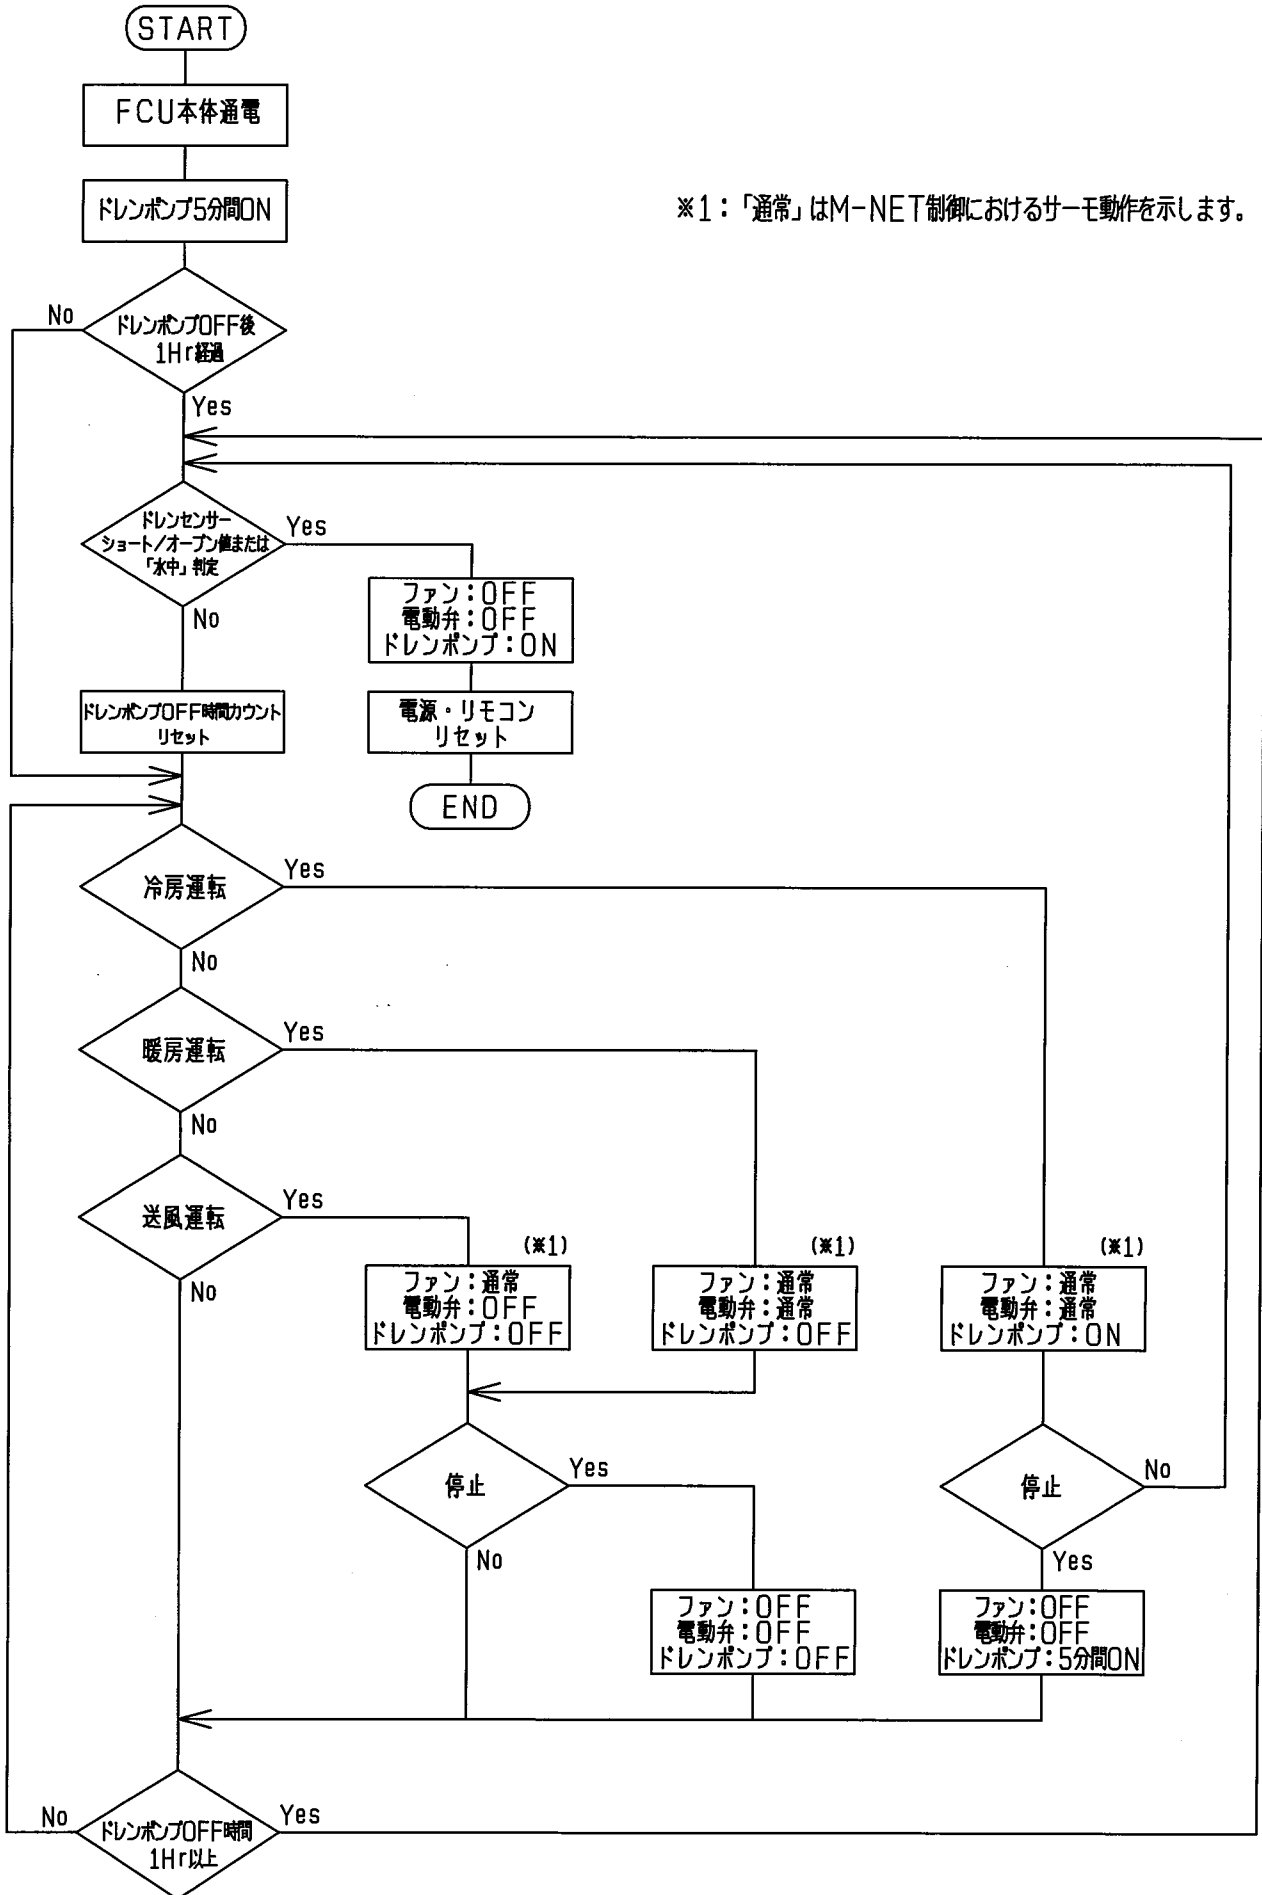 START
FCU本体通電
ドレンポンプ5分間ON
※1:「通常」はM-NET制御におけるサーモ動作を示します。
No
ドレンポンプOFF後
1Hr経過
Yes
ドレンセンサー
ショート/オープン値または
「水中」判定
Yes
No
ファン:OFF
電動弁:OFF
ドレンポンプ:ON
ドレンポンプOFF時間カウント
リセット
電源・リモコン
リセット
END
冷房運転
Yes
No
暖房運転
Yes
No
送風運転
Yes
No
(※1)
ファン:通常
電動弁:OFF
ドレンポンプ:OFF
(※1)
ファン:通常
電動弁:通常
ドレンポンプ:OFF
(※1)
ファン:通常
電動弁:通常
ドレンポンプ:ON
停止
Yes
No
停止
No
Yes
ファン:OFF
電動弁:OFF
ドレンポンプ:OFF
ファン:OFF
電動弁:OFF
ドレンポンプ:5分間ON
No
ドレンポンプOFF時間
1Hr以上
Yes